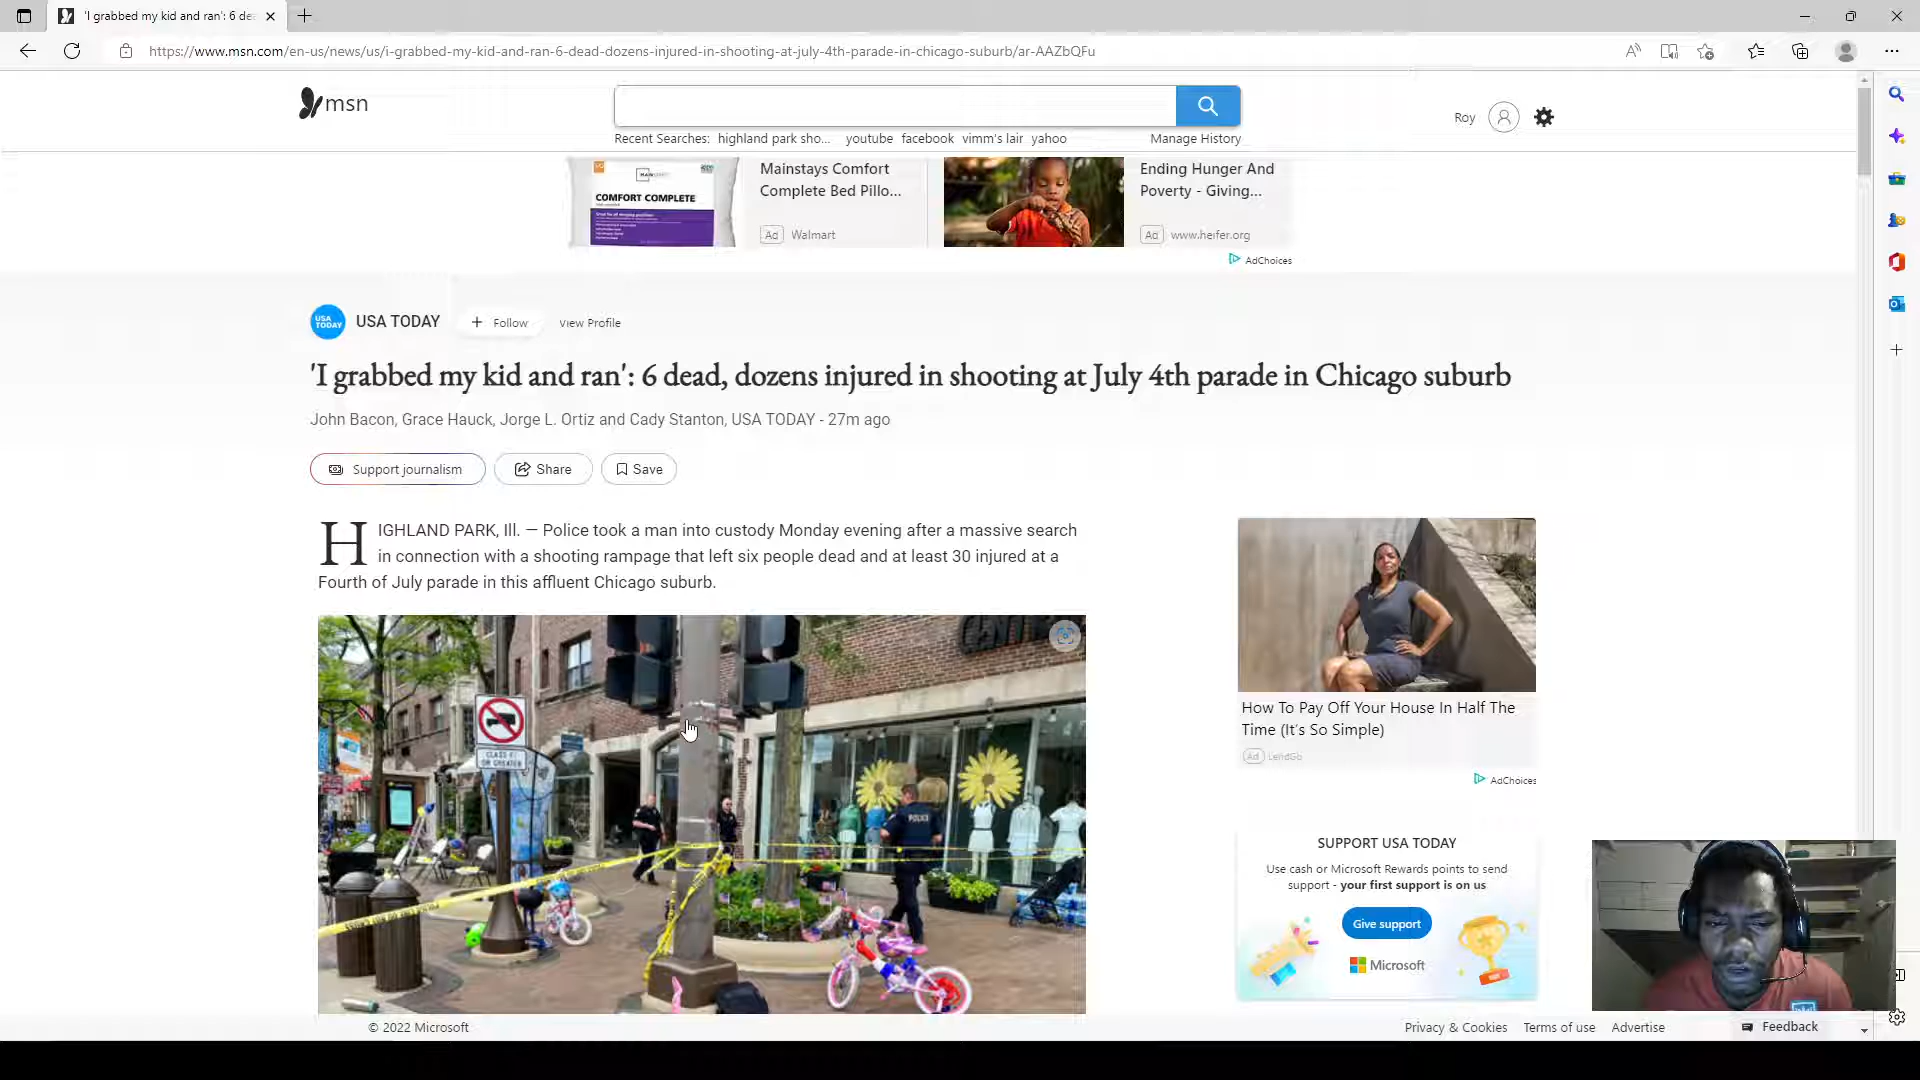 'I grabbed my kid and ran': 6 de
https://www.msn.com/en-us/news/us/i-grabbed-my-kid-and-ran-6-dead-dozens-injured-in-shooting-at-july-4th-parade-in-chicago-suburb/ar-AAZbQFu
msn
Roy
Recent Searches: highland park sho... youtube facebook vimm's lair yahoo Manage History
COMFORT COMPLETE
Mainstays Comfort
Complete Bed Pillo...
Ad Walmart
Ending Hunger And
Poverty - Giving...
Ad www.heifer.org
AdChoices
USA TODAY
USA TODAY
Follow
View Profile
'I grabbed my kid and ran': 6 dead, dozens injured in shooting at July 4th parade in Chicago suburb
John Bacon, Grace Hauck, Jorge L. Ortiz and Cady Stanton, USA TODAY - 27m ago
Support journalism
Share
Save
HIGHLAND PARK, Ill. — Police took a man into custody Monday evening after a massive search
in connection with a shooting rampage that left six people dead and at least 30 injured at a
Fourth of July parade in this affluent Chicago suburb.
POLICE
How To Pay Off Your House In Half The
Time (It's So Simple)
Ad LendGo
AdChoices
SUPPORT USA TODAY
Use cash or Microsoft Rewards points to send
support - your first support is on us
Give support
Microsoft
© 2022 Microsoft
Privacy & Cookies
Terms of use
Advertise
Feedback